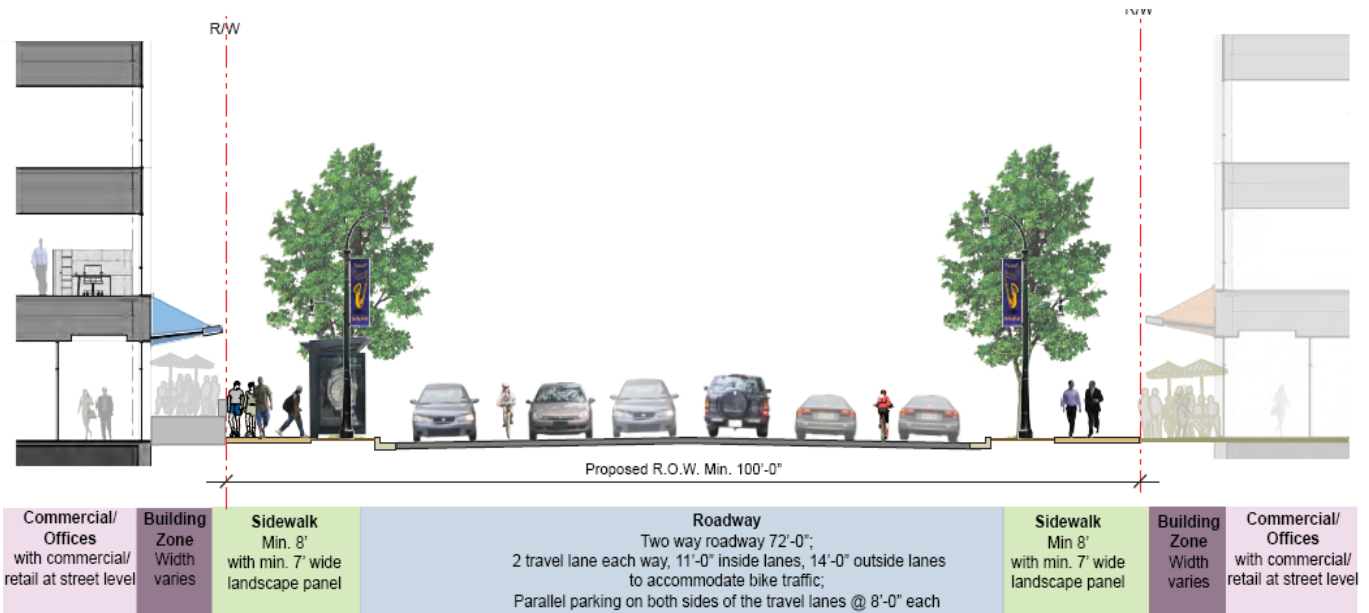 R/W
R/W
Proposed R.O.W. Min. 100'-0"
Commercial/
Offices
with commercial/
retail at street level
Building
Zone
Width
varies
Sidewalk
Min. 8'
with min. 7' wide
landscape panel
Roadway
Two way roadway 72'-0";
2 travel lane each way, 11'-0" inside lanes, 14'-0" outside lanes
to accommodate bike traffic;
Parallel parking on both sides of the travel lanes @ 8'-0" each
Sidewalk
Min 8'
with min. 7' wide
landscape panel
Building
Zone
Width
varies
Commercial/
Offices
with commercial/
retail at street level